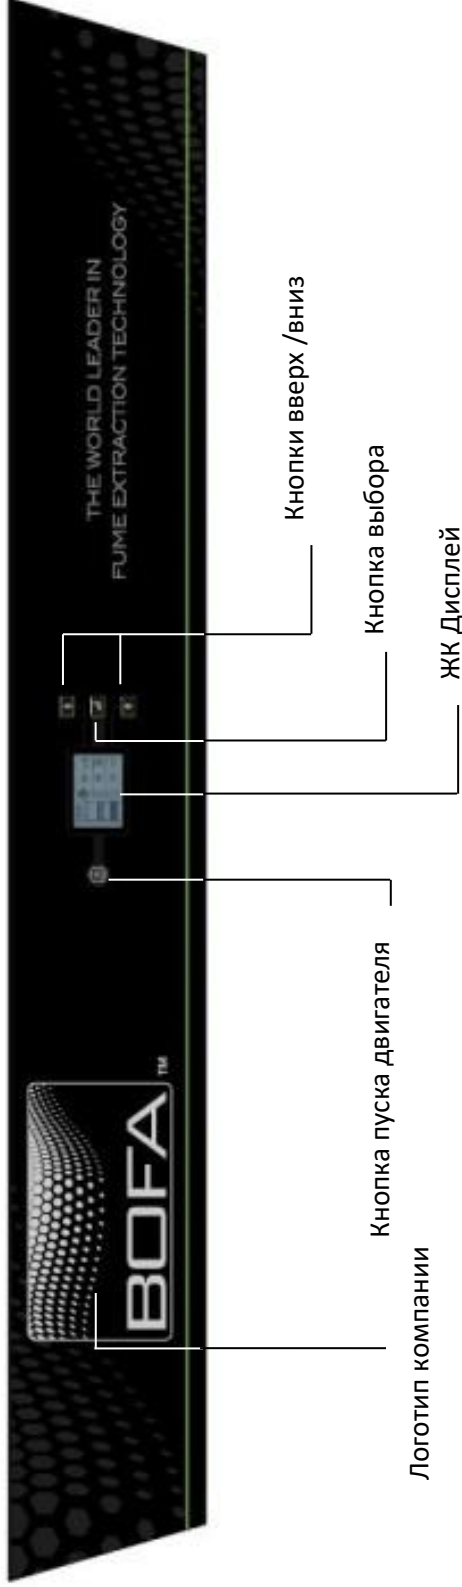 BOFA™
THE WORLD LEADER IN
FUME EXTRACTION TECHNOLOGY
Логотип компании
Кнопка пуска двигателя
ЖК Дисплей
Кнопка выбора
Кнопки вверх /вниз